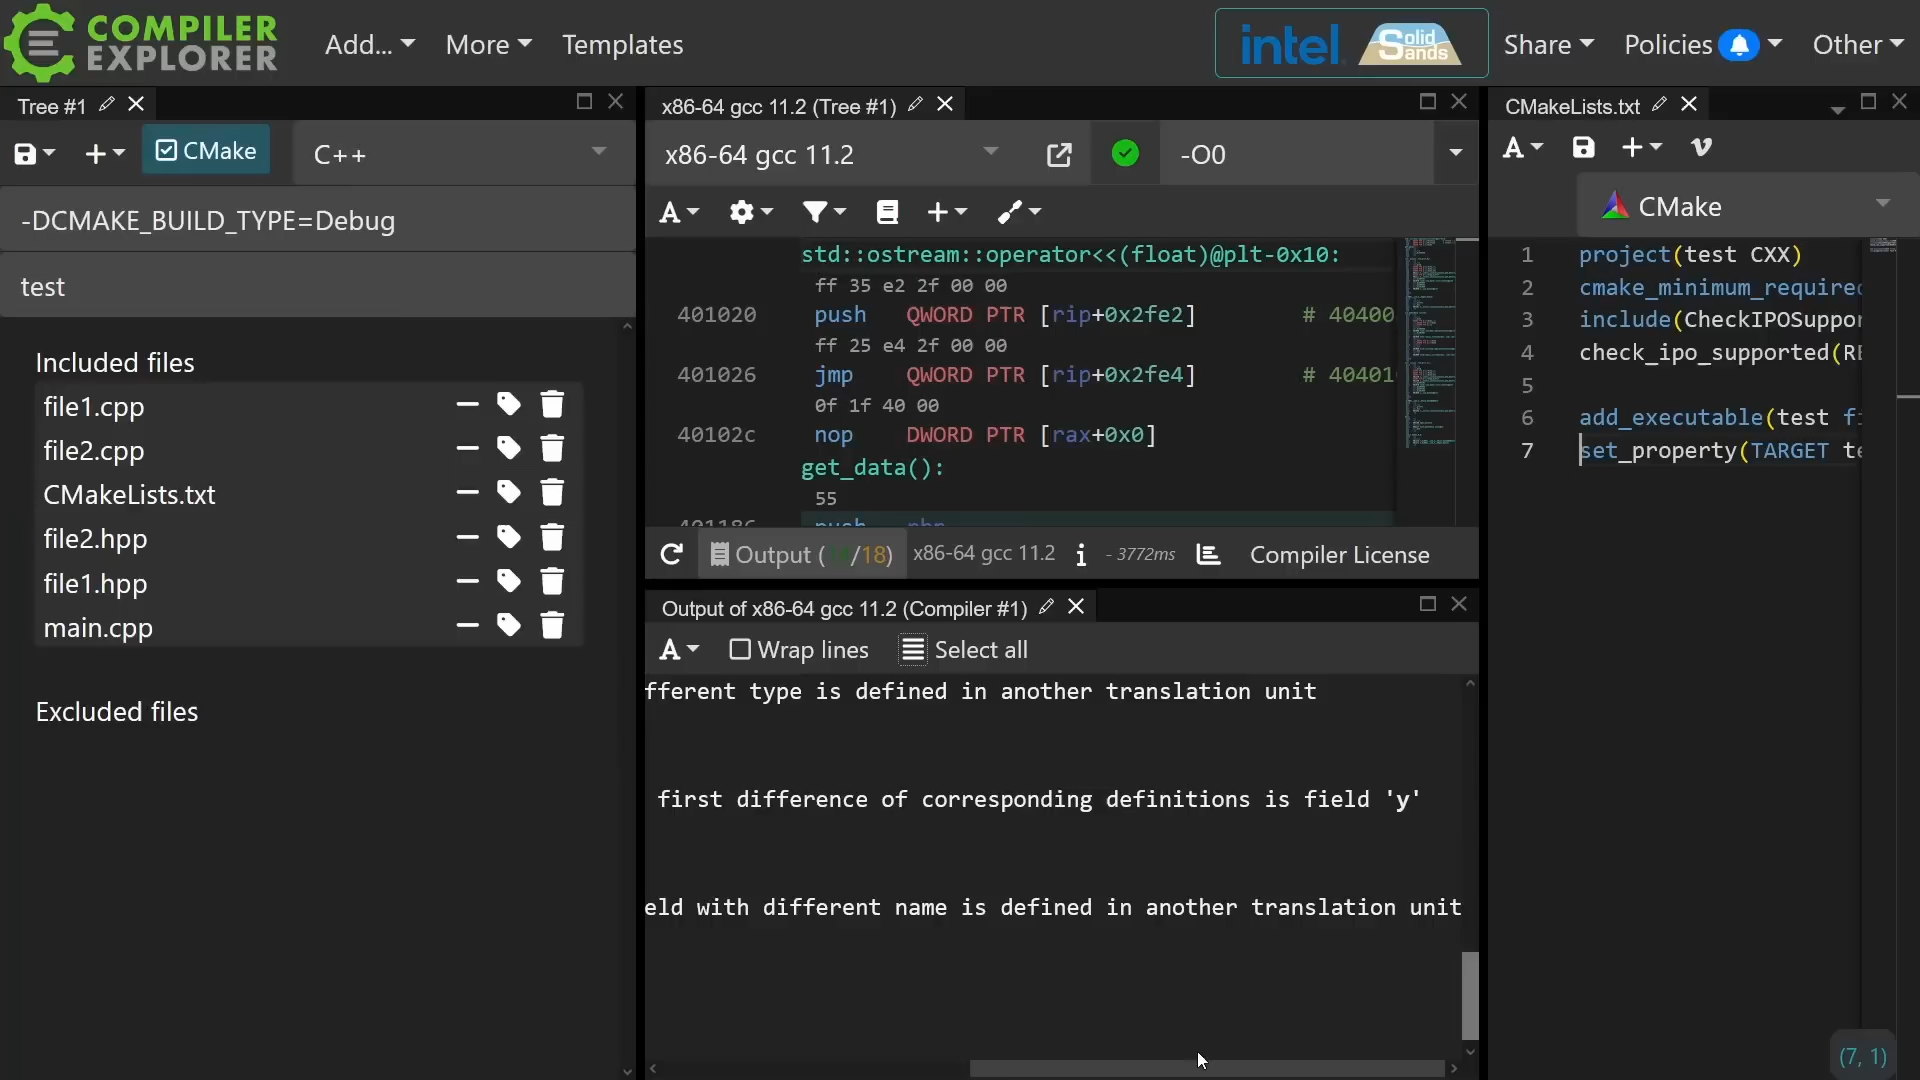 COMPILER
EXPLORER
Add...
More
Templates
intel
Solid
Sands
Share
Policies
Other
Tree #1
CMake
C++
-DCMAKE_BUILD_TYPE=Debug
test
Included files
file1.cpp
file2.cpp
CMakeLists.txt
file2.hpp
file1.hpp
main.cpp
Excluded files
x86-64 gcc 11.2 (Tree #1)
x86-64 gcc 11.2
-O0
A
std::ostream::operator<<(float)@plt-0x10:
ff 35 e2 2f 00 00
401020 push QWORD PTR [rip+0x2fe2] # 40400
ff 25 e4 2f 00 00
401026 jmp QWORD PTR [rip+0x2fe4] # 40401
0f 1f 40 00
40102c nop DWORD PTR [rax+0x0]
get_data():
55
401186 push rbp
Output ( /18) x86-64 gcc 11.2 i - 3772ms Compiler License
Output of x86-64 gcc 11.2 (Compiler #1)
A Wrap lines Select all
fferent type is defined in another translation unit
first difference of corresponding definitions is field 'y'
eld with different name is defined in another translation unit
CMakeLists.txt
A
CMake
1 project(test CXX)
2 cmake_minimum_required
3 include(CheckIPOSuppor
4 check_ipo_supported(RE
5
6 add_executable(test fi
7 set_property(TARGET te
(7, 1)